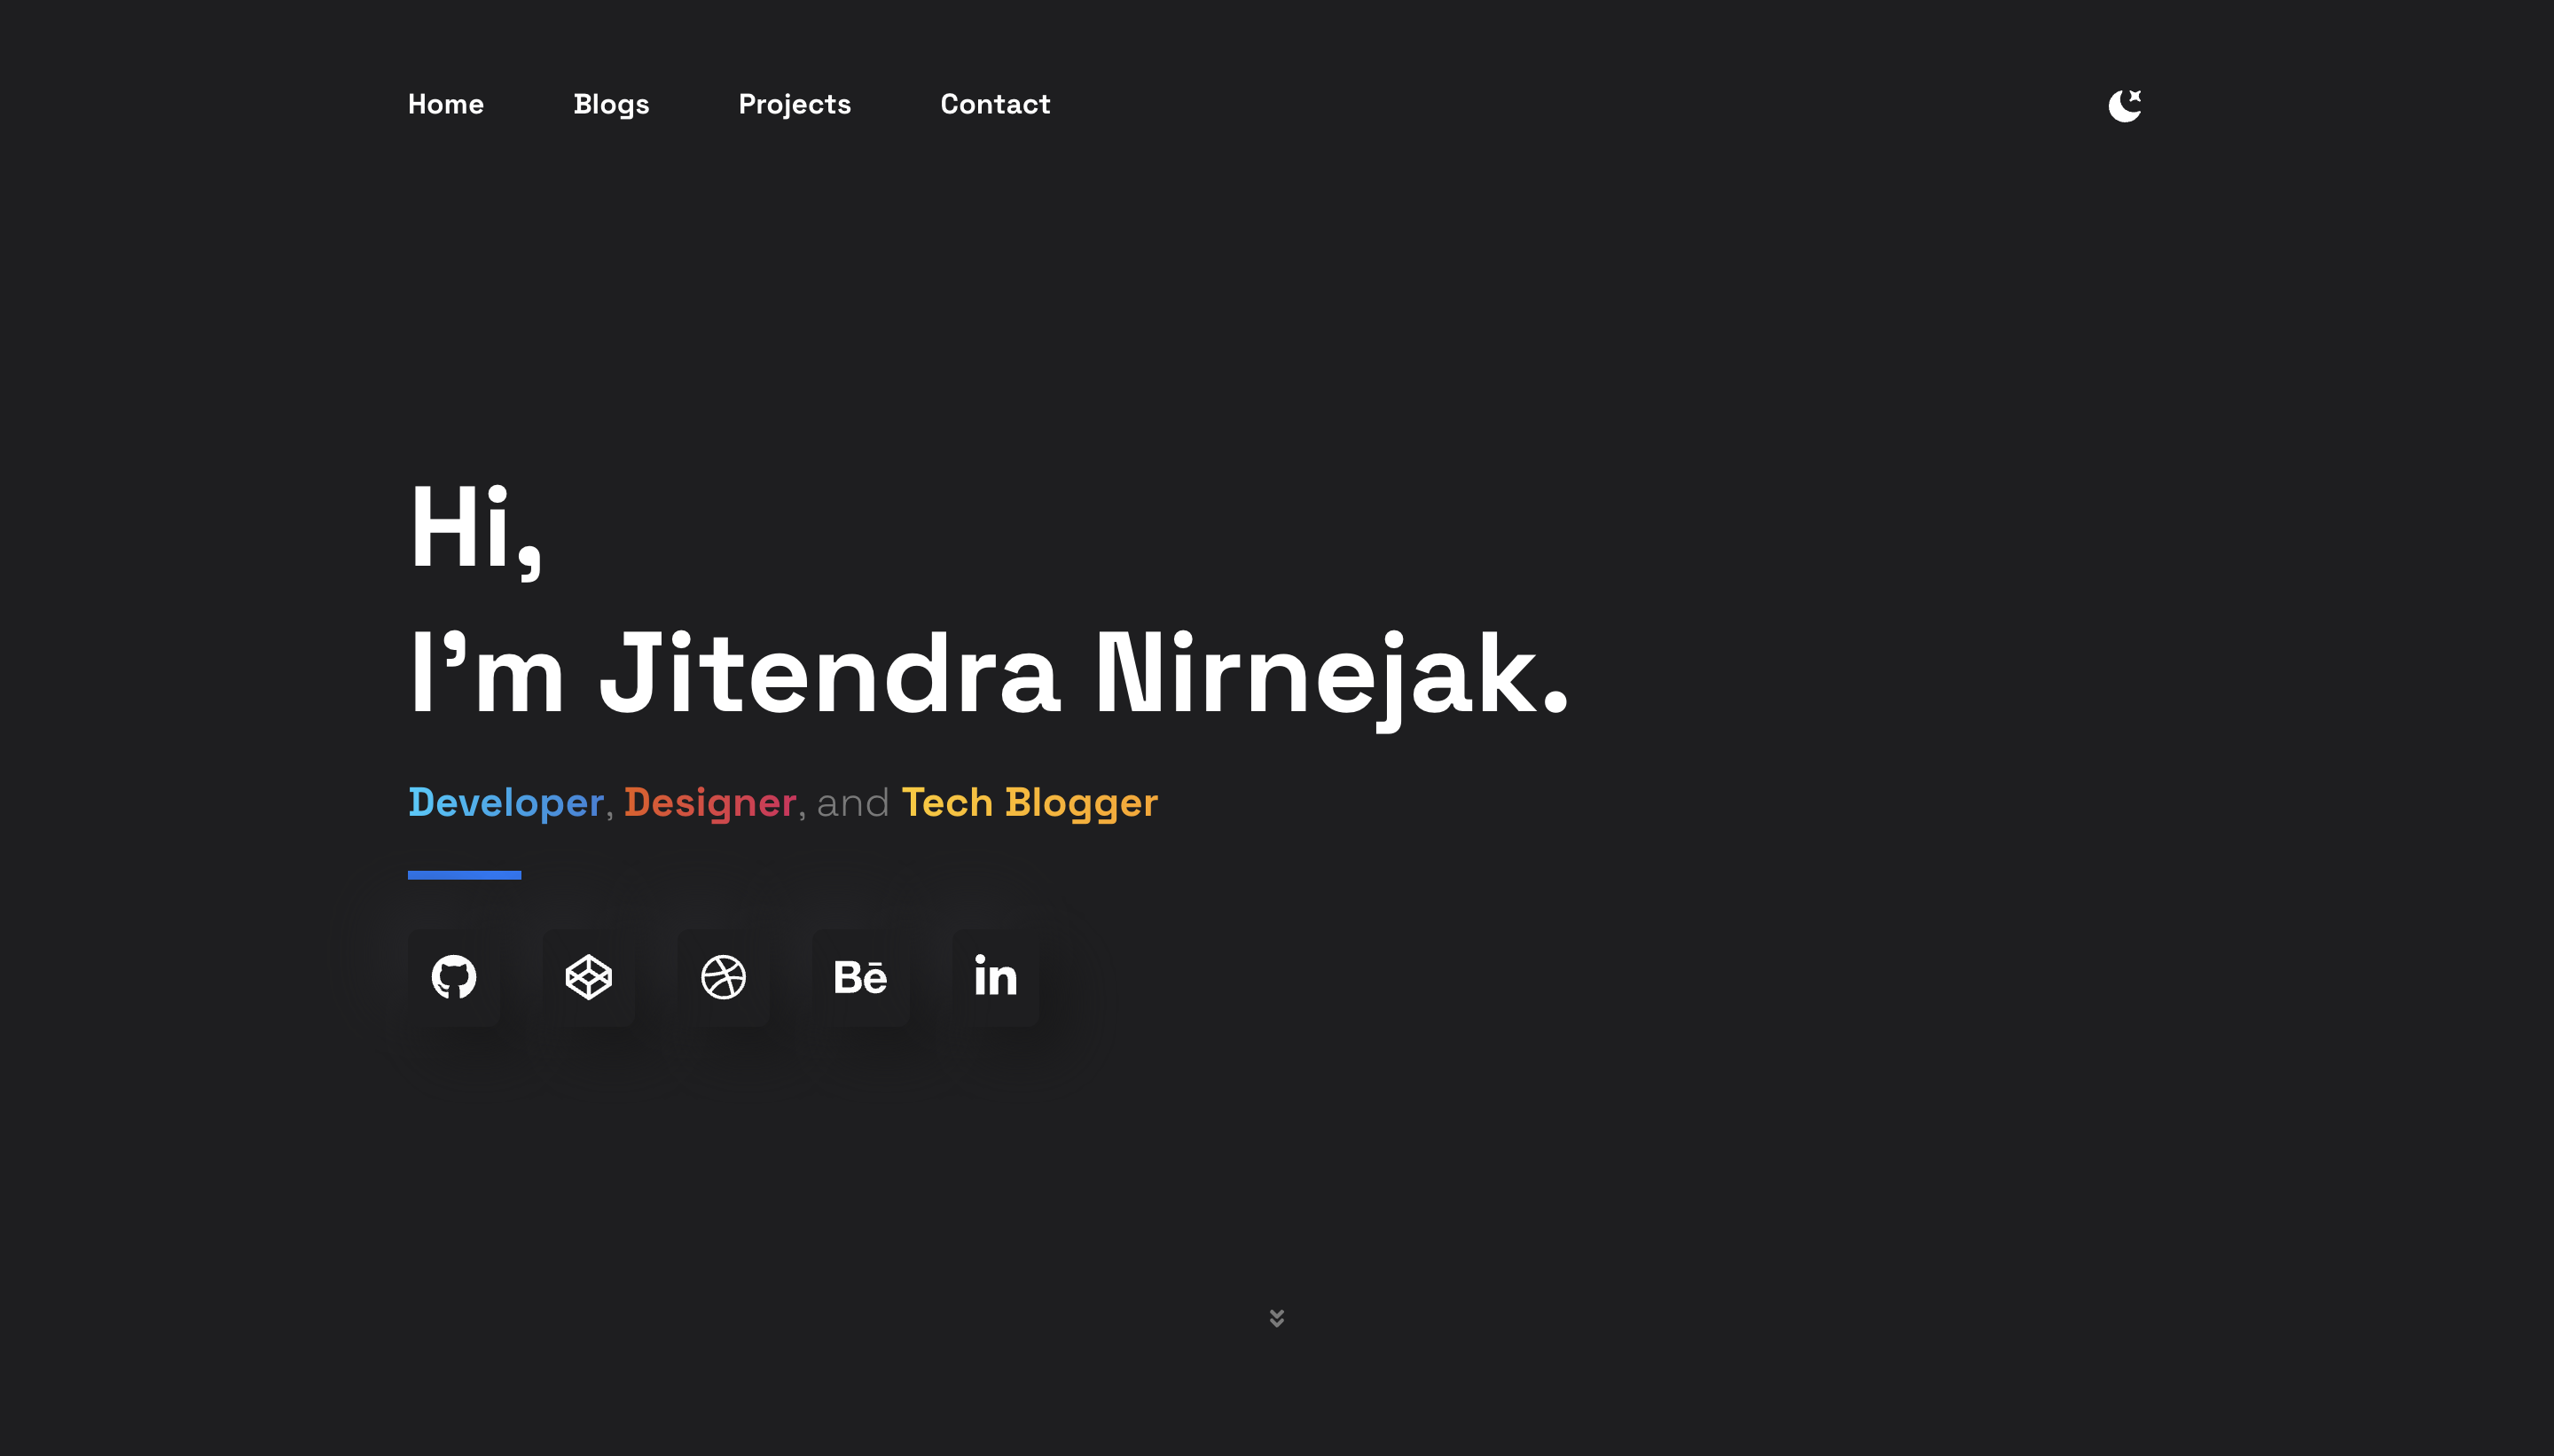 Home Blogs Projects Contact
Hi,
I’m Jitendra Nirnejak.
Developer, Designer, and Tech Blogger
Bē
in